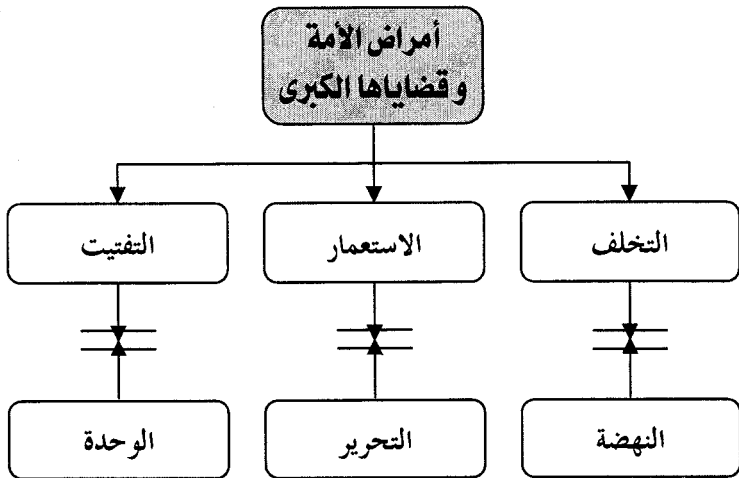 أمراض الأمة
وقضاياها الكبرى
التخلف
الاستعمار
التفتيت
النهضة
التحرير
الوحدة